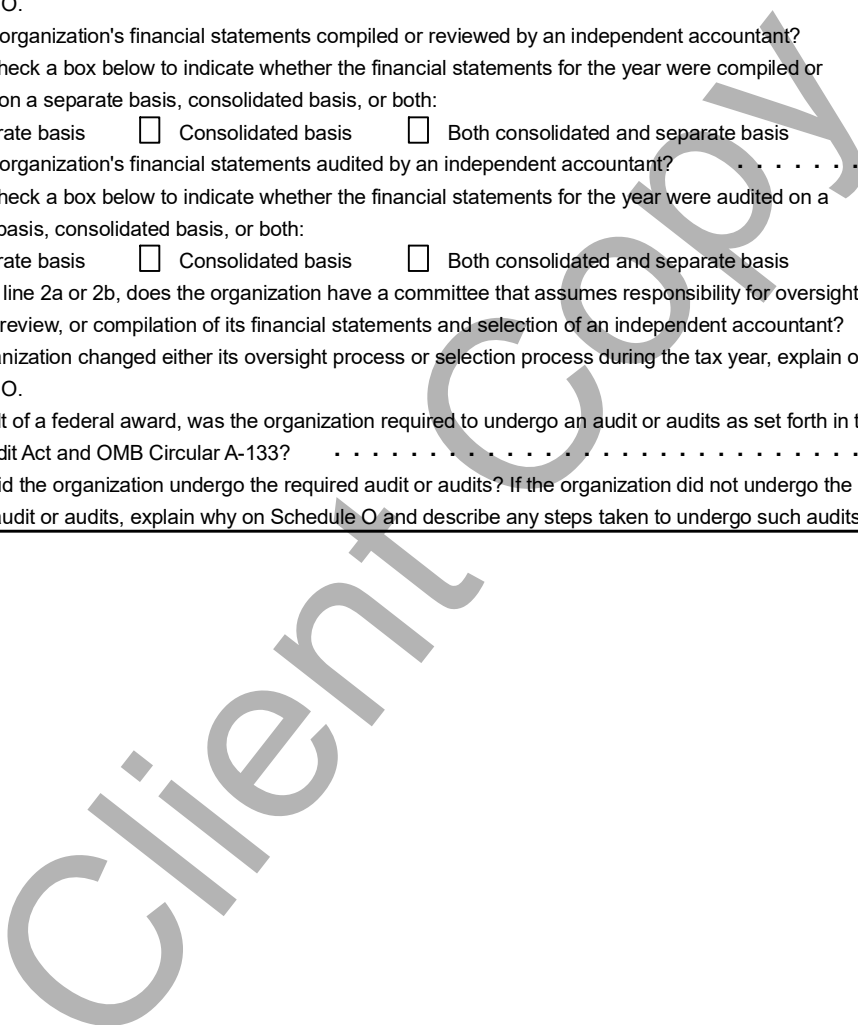 O.
organization's financial statements compiled or reviewed by an independent accountant?
heck a box below to indicate whether the financial statements for the year were compiled or
on a separate basis, consolidated basis, or both:
rate basis Consolidated basis Both consolidated and separate basis
organization's financial statements audited by an independent accountant? . . . . . . .
heck a box below to indicate whether the financial statements for the year were audited on a
basis, consolidated basis, or both:
rate basis Consolidated basis Both consolidated and separate basis
line 2a or 2b, does the organization have a committee that assumes responsibility for oversight
review, or compilation of its financial statements and selection of an independent accountant?
nization changed either its oversight process or selection process during the tax year, explain o
O.
lt of a federal award, was the organization required to undergo an audit or audits as set forth in t
dit Act and OMB Circular A-133? . . . . . . . . . . . . . . . . . . . . . . . . . . . .
id the organization undergo the required audit or audits? If the organization did not undergo the
audit or audits, explain why on Schedule O and describe any steps taken to undergo such audits
Client Copy